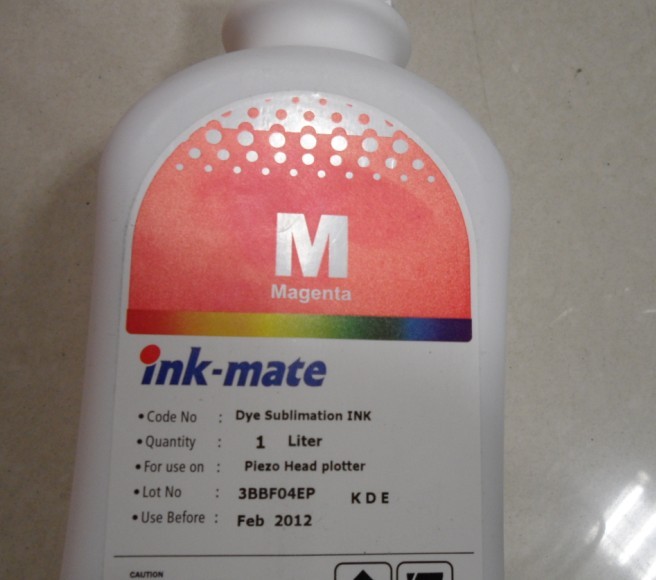 M
Magenta
ink-mate
• Code No : Dye Sublimation INK
• Quantity : 1 Liter
• For use on : Piezo Head plotter
• Lot No : 3BBF04EP KDE
• Use Before : Feb 2012
CAUTION